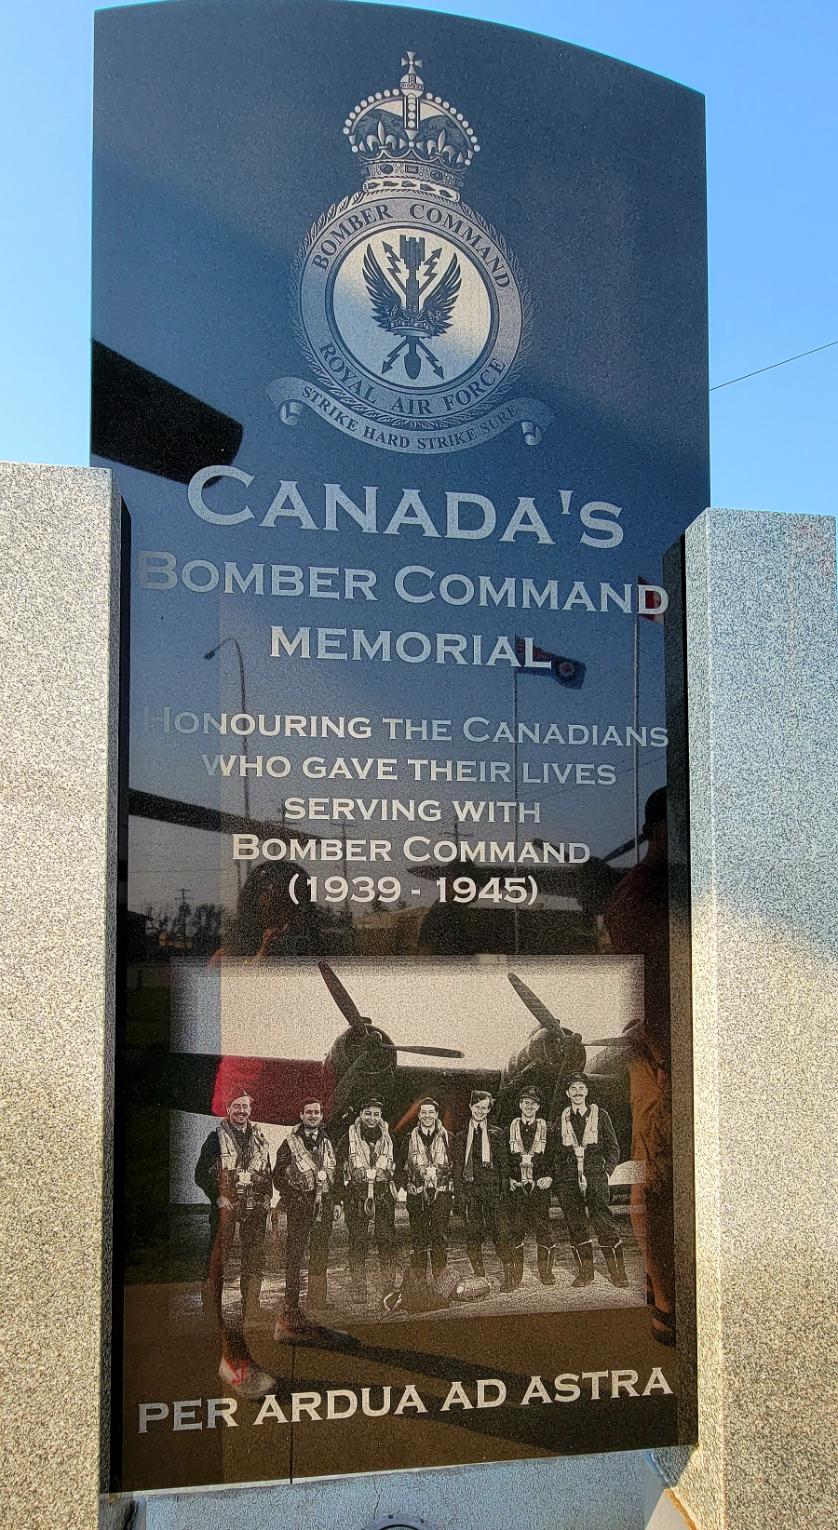 BOMBER COMMAND
ROYAL AIR FORCE
STRIKE HARD STRIKE SURE
CANADA'S
BOMBER COMMAND
MEMORIAL
HONOURING THE CANADIANS
WHO GAVE THEIR LIVES
SERVING WITH
BOMBER COMMAND
(1939 - 1945)
PER ARDUA AD ASTRA